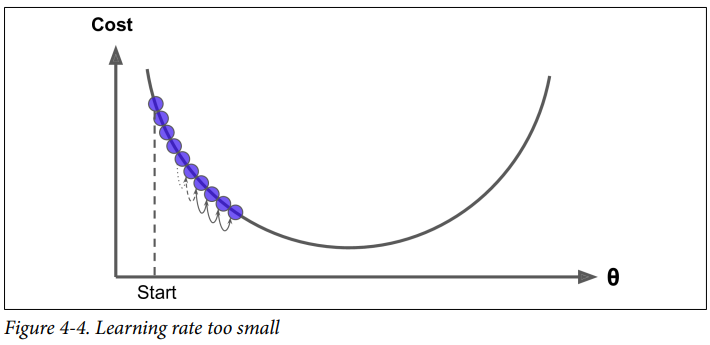 Cost
θ
Start
Figure 4-4. Learning rate too small